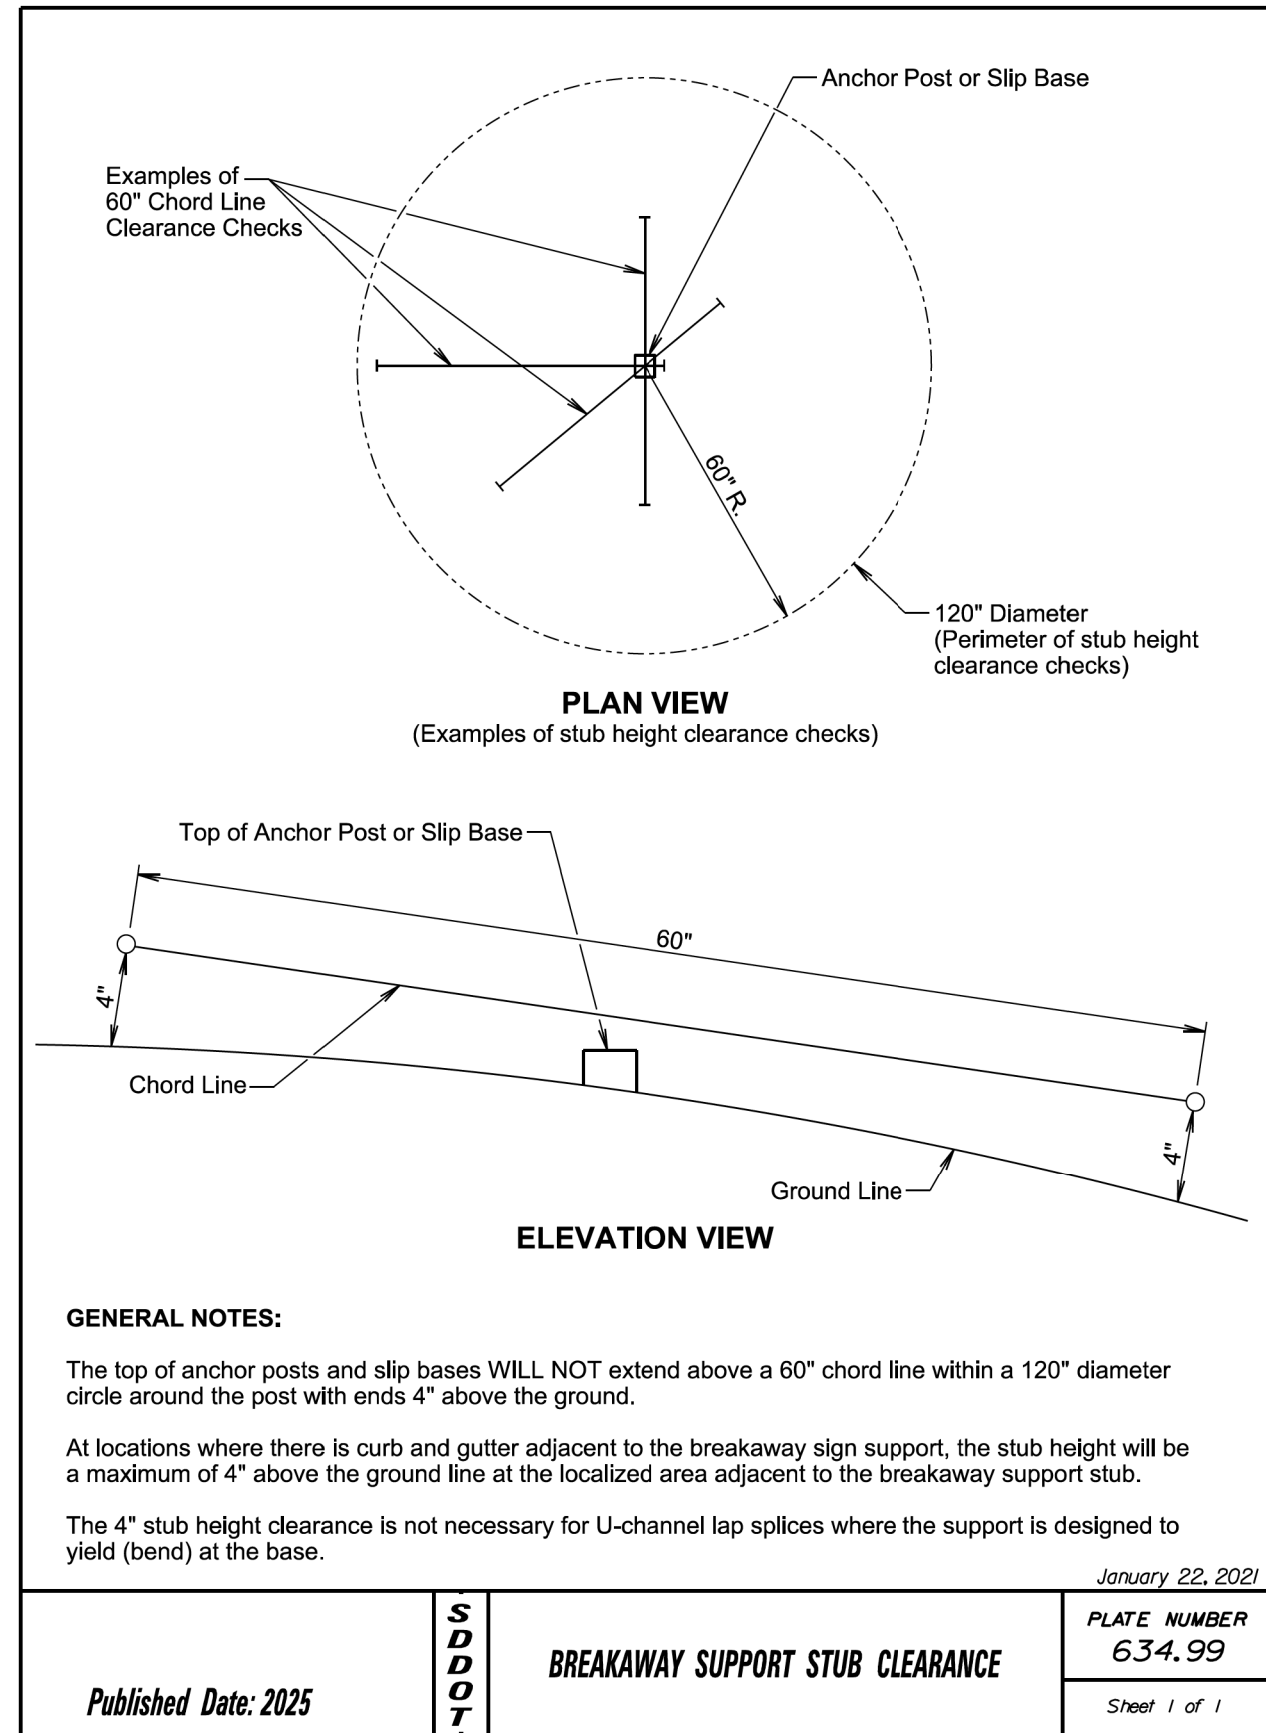 Anchor Post or Slip Base
Examples of
60" Chord Line
Clearance Checks
60" R.
120" Diameter
(Perimeter of stub height
clearance checks)
PLAN VIEW
(Examples of stub height clearance checks)
Top of Anchor Post or Slip Base
60"
4"
Chord Line
4"
Ground Line
ELEVATION VIEW
GENERAL NOTES:
The top of anchor posts and slip bases WILL NOT extend above a 60" chord line within a 120" diameter
circle around the post with ends 4" above the ground.
At locations where there is curb and gutter adjacent to the breakaway sign support, the stub height will be
a maximum of 4" above the ground line at the localized area adjacent to the breakaway support stub.
The 4" stub height clearance is not necessary for U-channel lap splices where the support is designed to
yield (bend) at the base.
January 22, 2021
Published Date: 2025
SDDOT
BREAKAWAY SUPPORT STUB CLEARANCE
PLATE NUMBER
634.99
Sheet 1 of 1